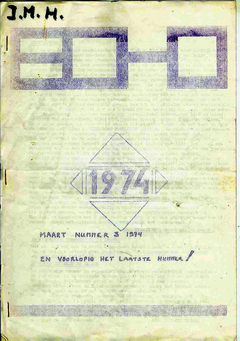 J.M.H.
ECHO
1974
MAART NUMMER 3 1974
EN VOORLOPIG HET LAATSTE NUMMER!